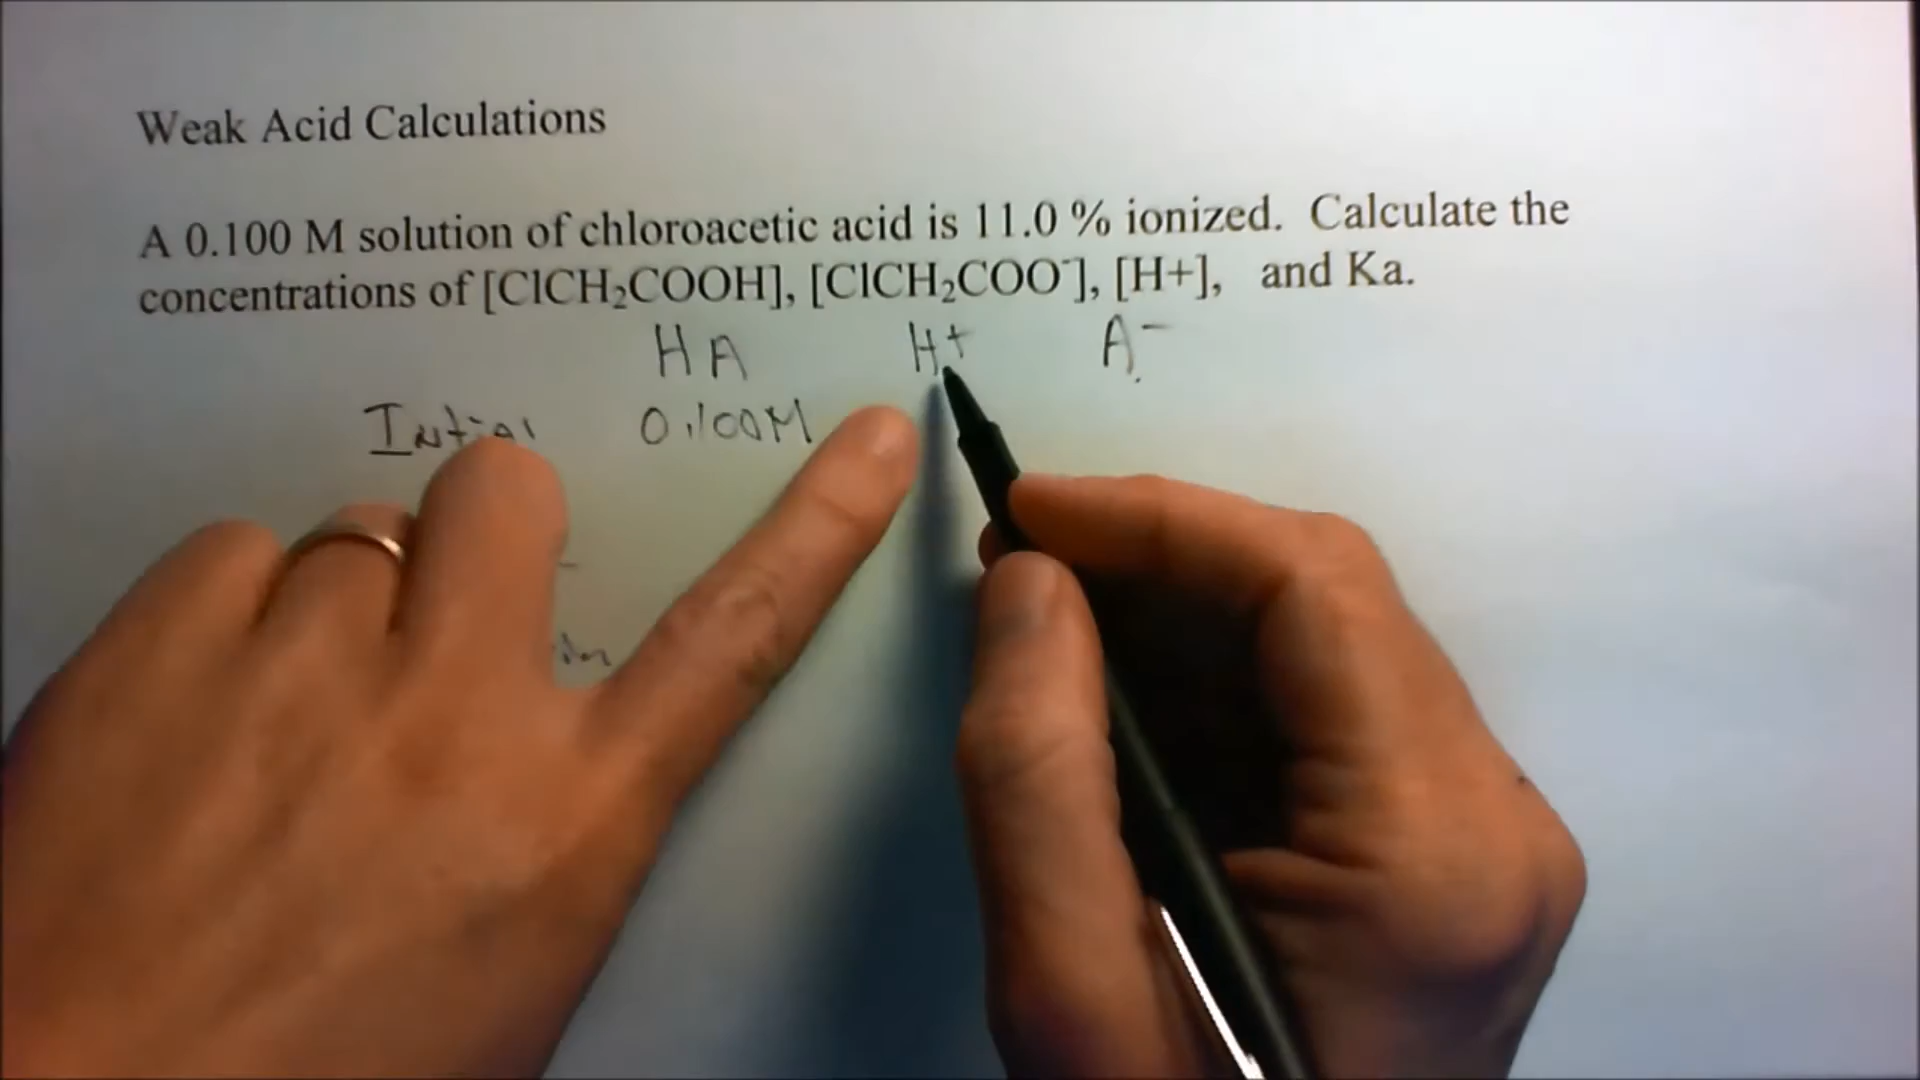 Weak Acid Calculations
A 0.100 M solution of chloroacetic acid is 11.0 % ionized. Calculate the
concentrations of [ClCH₂COOH], [ClCH₂COO⁻], [H+], and Ka.
HA H+ A⁻
Intial 0.100M